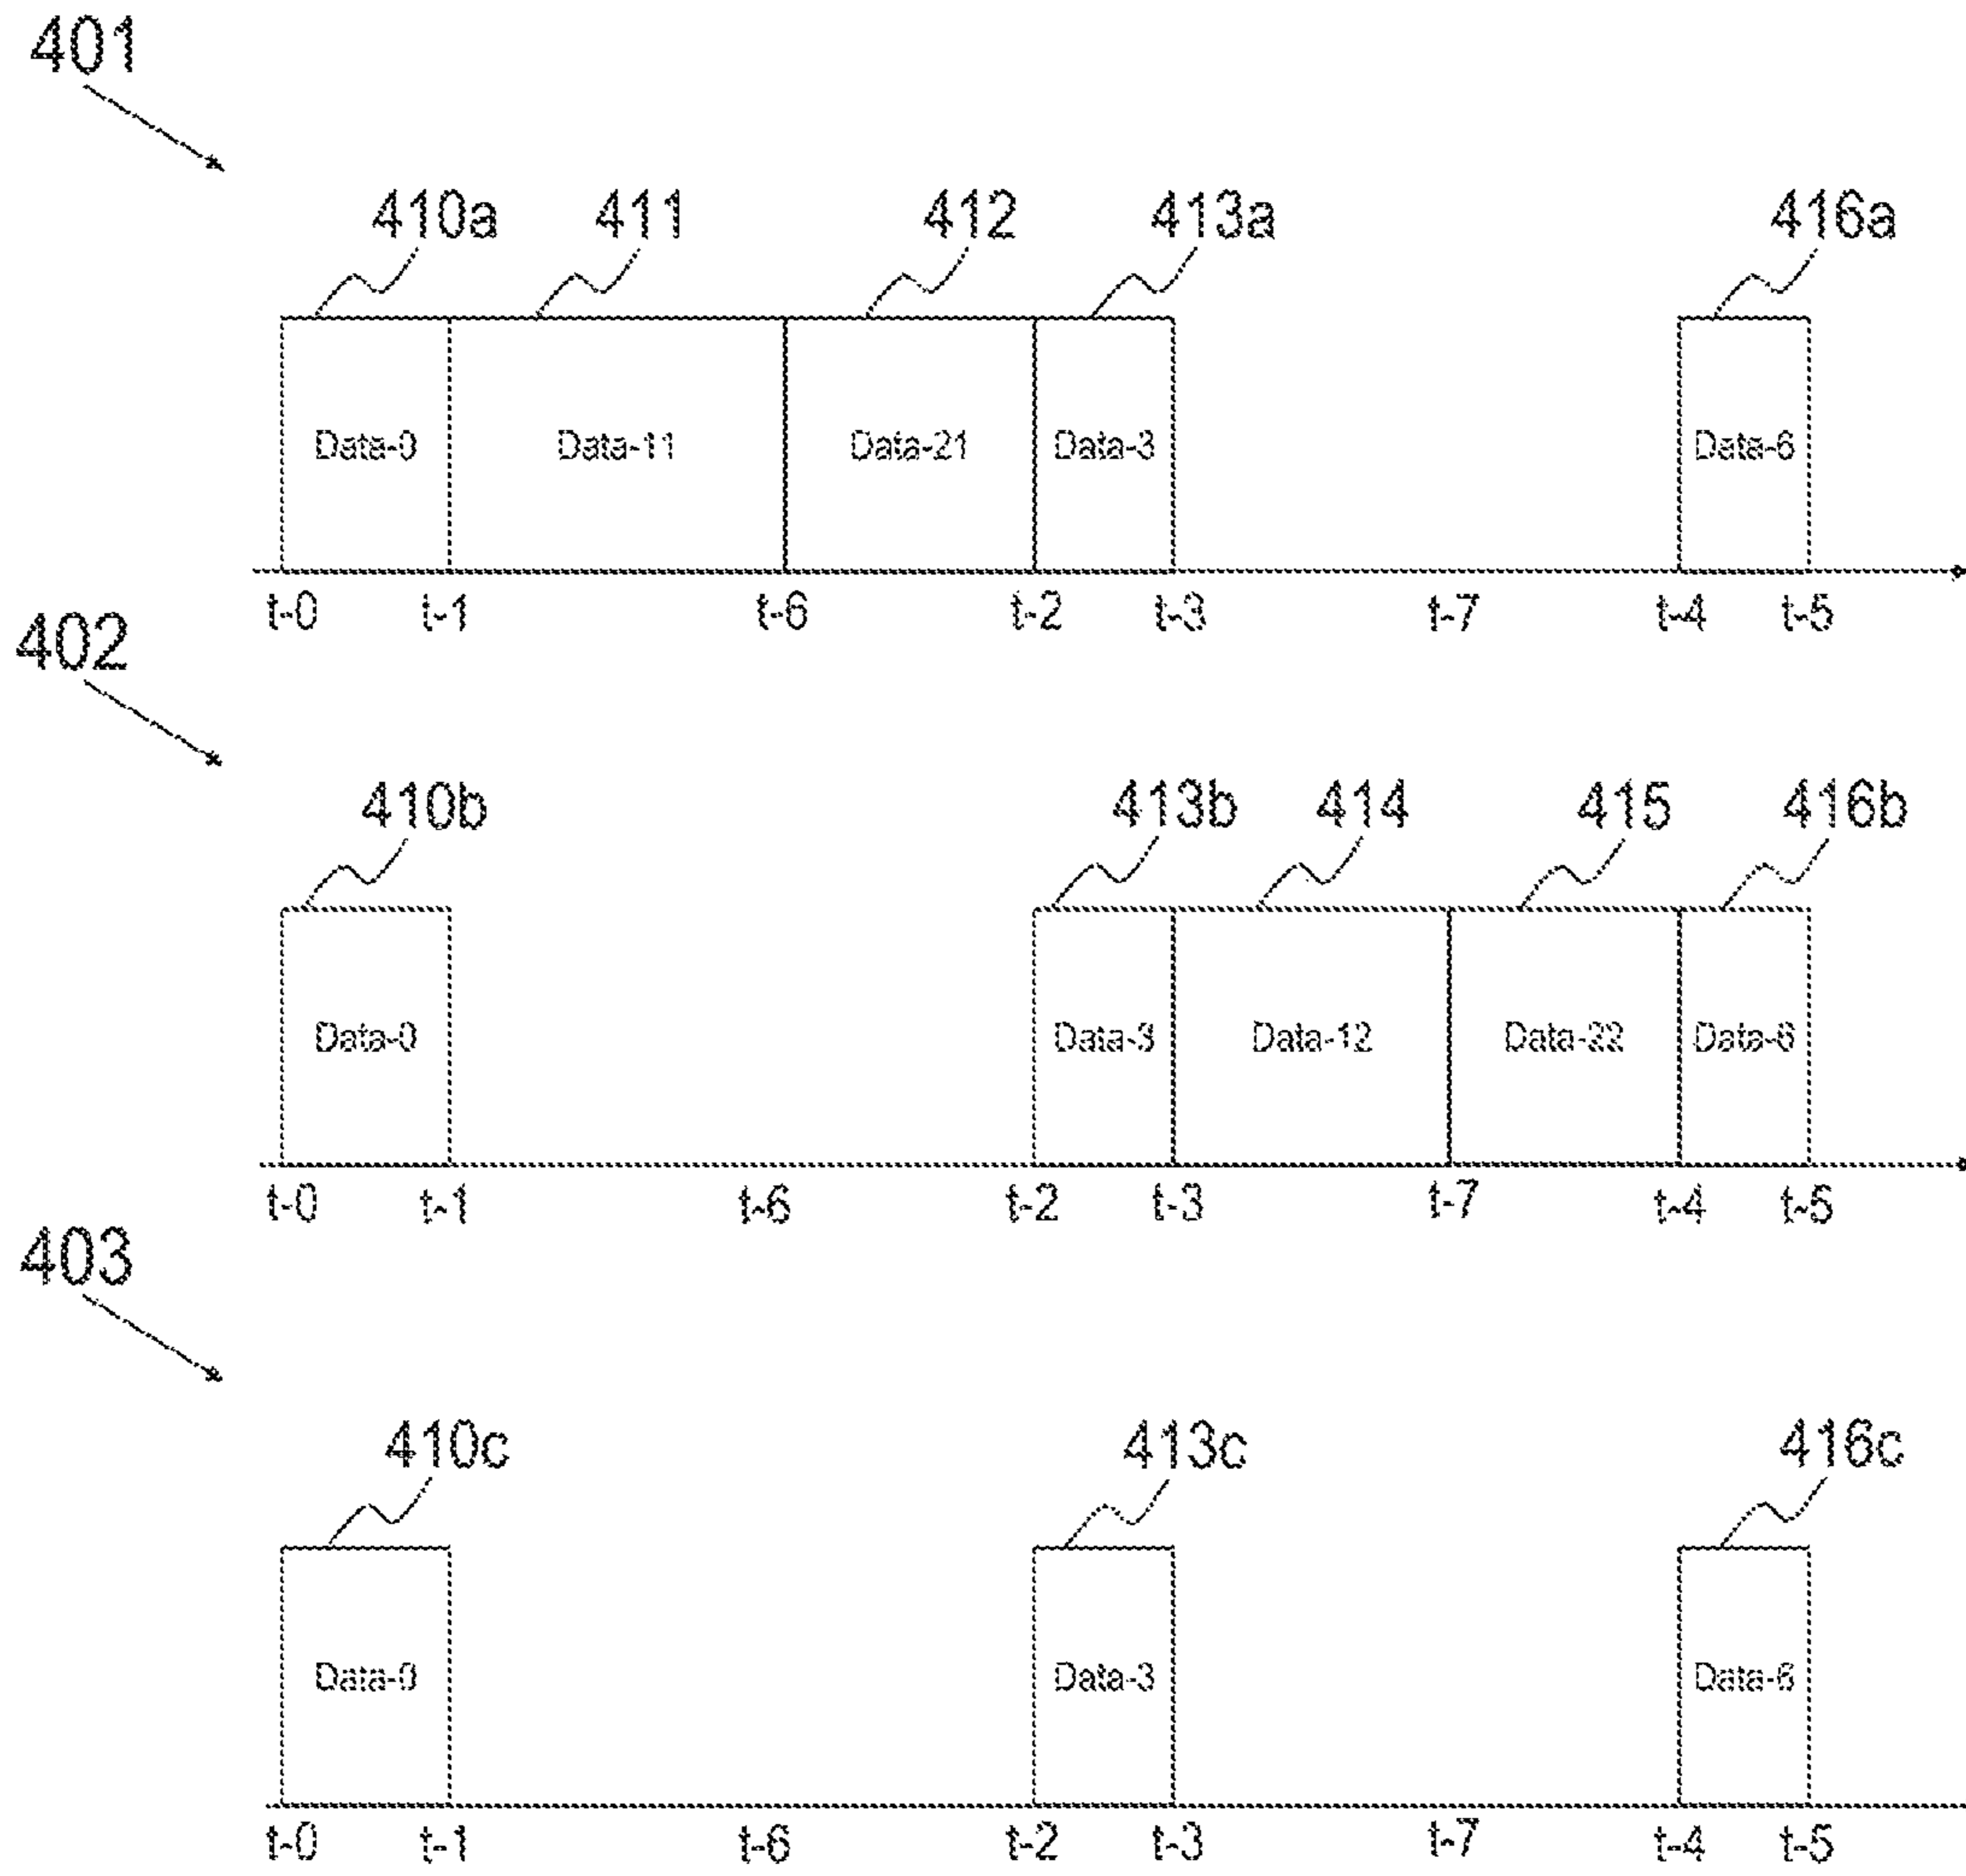 401
410a 411 412 413a 416a
Data-0 Data-11 Data-21 Data-3 Data-6
t-0 t-1 t-6 t-2 t-3 t-7 t-4 t-5
402
410b 413b 414 415 416b
Data-0 Data-3 Data-12 Data-22 Data-6
t-0 t-1 t-6 t-2 t-3 t-7 t-4 t-5
403
410c 413c 416c
Data-0 Data-3 Data-6
t-0 t-1 t-6 t-2 t-3 t-7 t-4 t-5